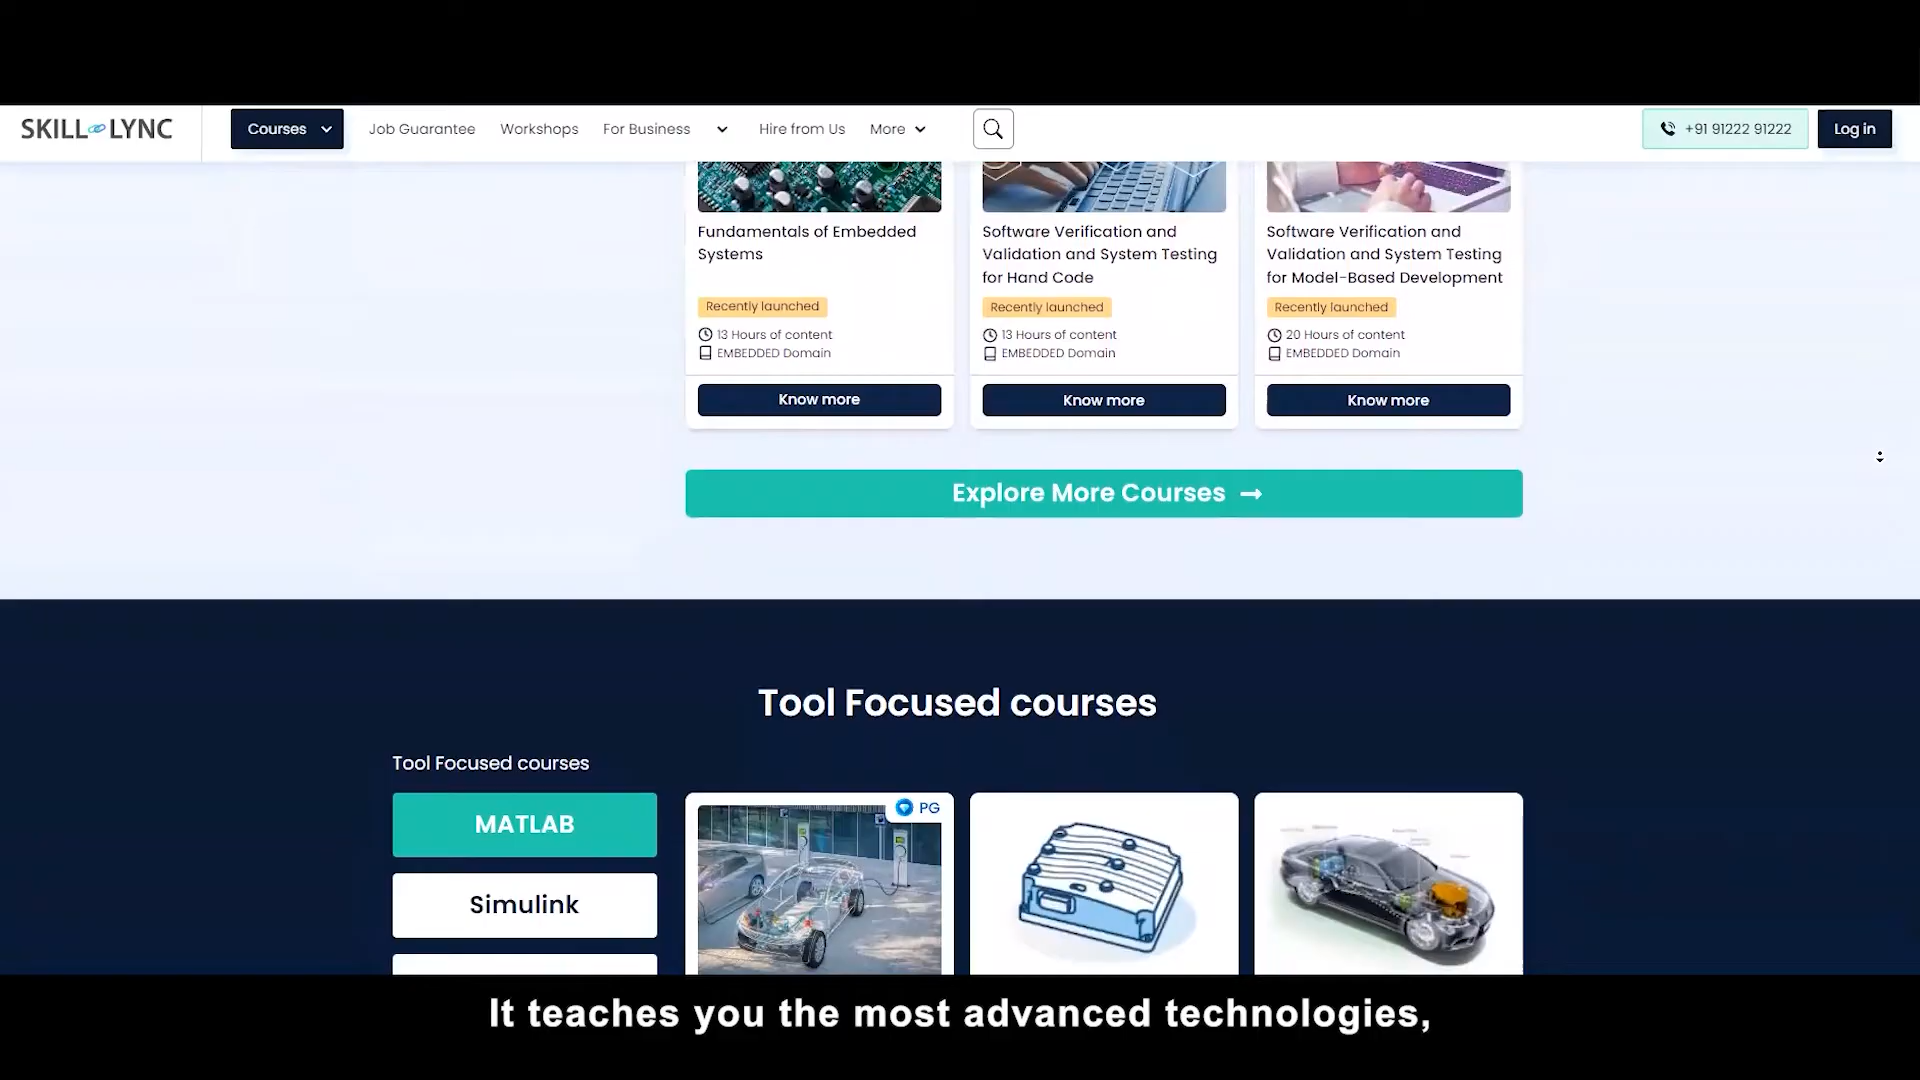 SKILL LYNC
Courses
Job Guarantee
Workshops
For Business
Hire from Us
More
+91 91222 91222
Log in
Fundamentals of Embedded
Systems
Recently launched
13 Hours of content
EMBEDDED Domain
Know more
Software Verification and
Validation and System Testing
for Hand Code
Recently launched
13 Hours of content
EMBEDDED Domain
Know more
Software Verification and
Validation and System Testing
for Model-Based Development
Recently launched
20 Hours of content
EMBEDDED Domain
Know more
Explore More Courses →
Tool Focused courses
Tool Focused courses
MATLAB
Simulink
PG
It teaches you the most advanced technologies,